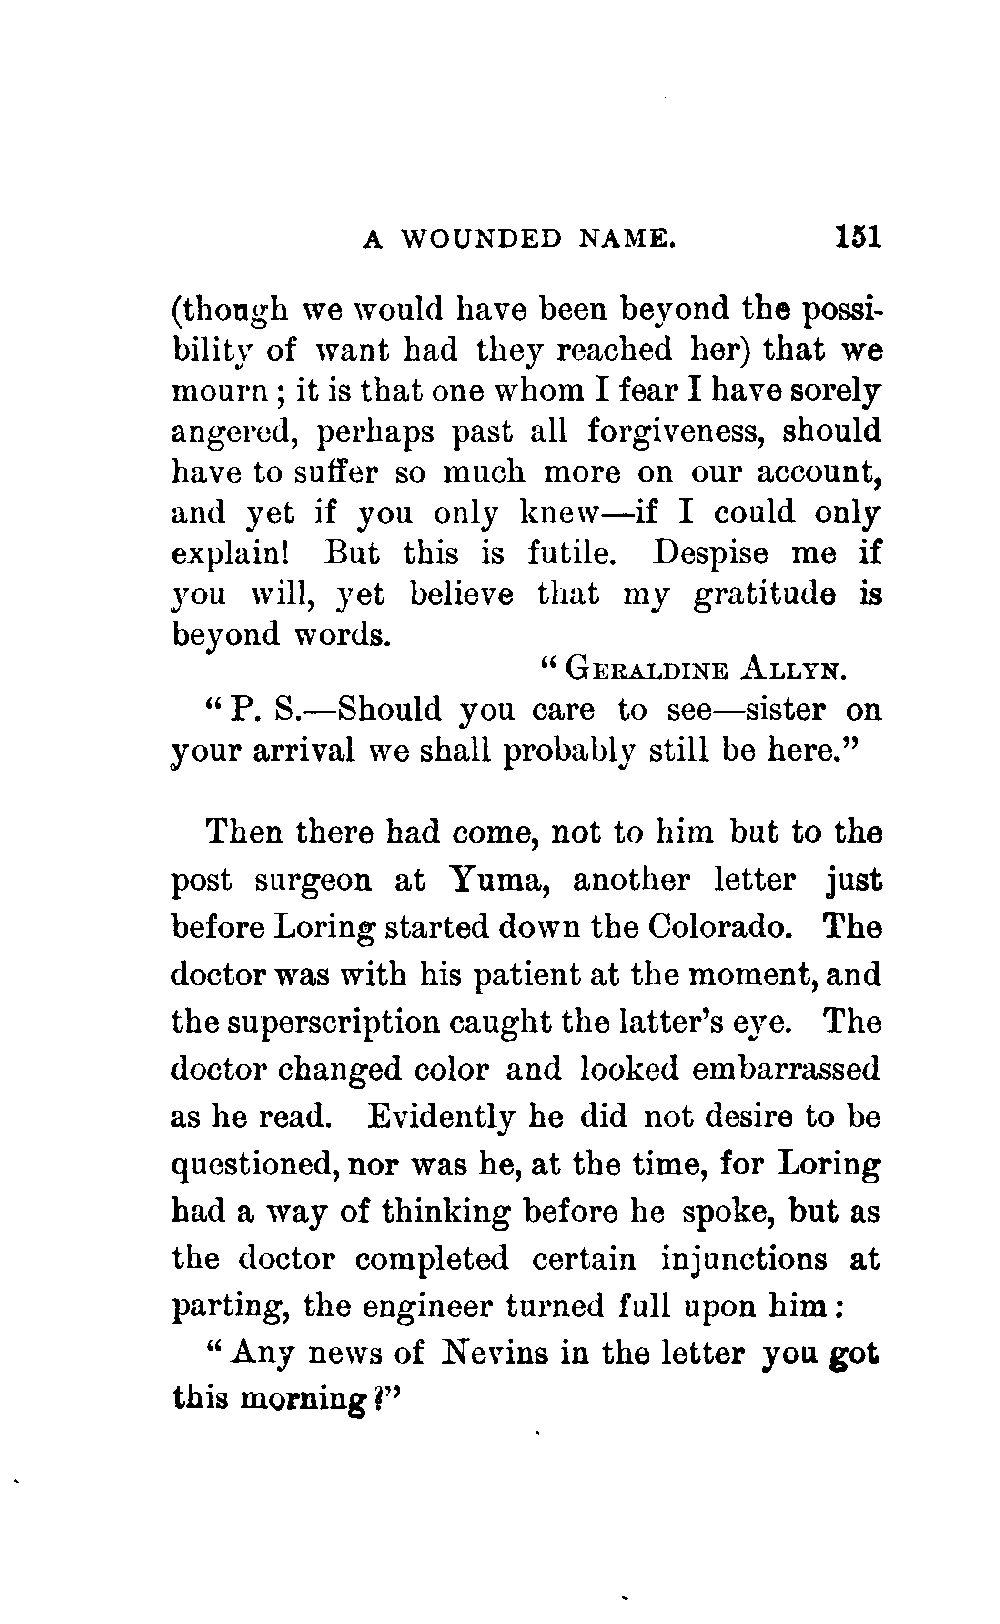 A WOUNDED NAME. 151
(though we would have been beyond the possi-
bility of want had they reached her) that we
mourn ; it is that one whom I fear I have sorely
angered, perhaps past all forgiveness, should
have to suffer so much more on our account,
and yet if you only knew—if I could only
explain! But this is futile. Despise me if
you will, yet believe that my gratitude is
beyond words.
“ GERALDINE ALLYN.
“ P. S.—Should you care to see—sister on
your arrival we shall probably still be here.”
Then there had come, not to him but to the
post surgeon at Yuma, another letter just
before Loring started down the Colorado. The
doctor was with his patient at the moment, and
the superscription caught the latter’s eye. The
doctor changed color and looked embarrassed
as he read. Evidently he did not desire to be
questioned, nor was he, at the time, for Loring
had a way of thinking before he spoke, but as
the doctor completed certain injunctions at
parting, the engineer turned full upon him :
“ Any news of Nevins in the letter you got
this morning ?”